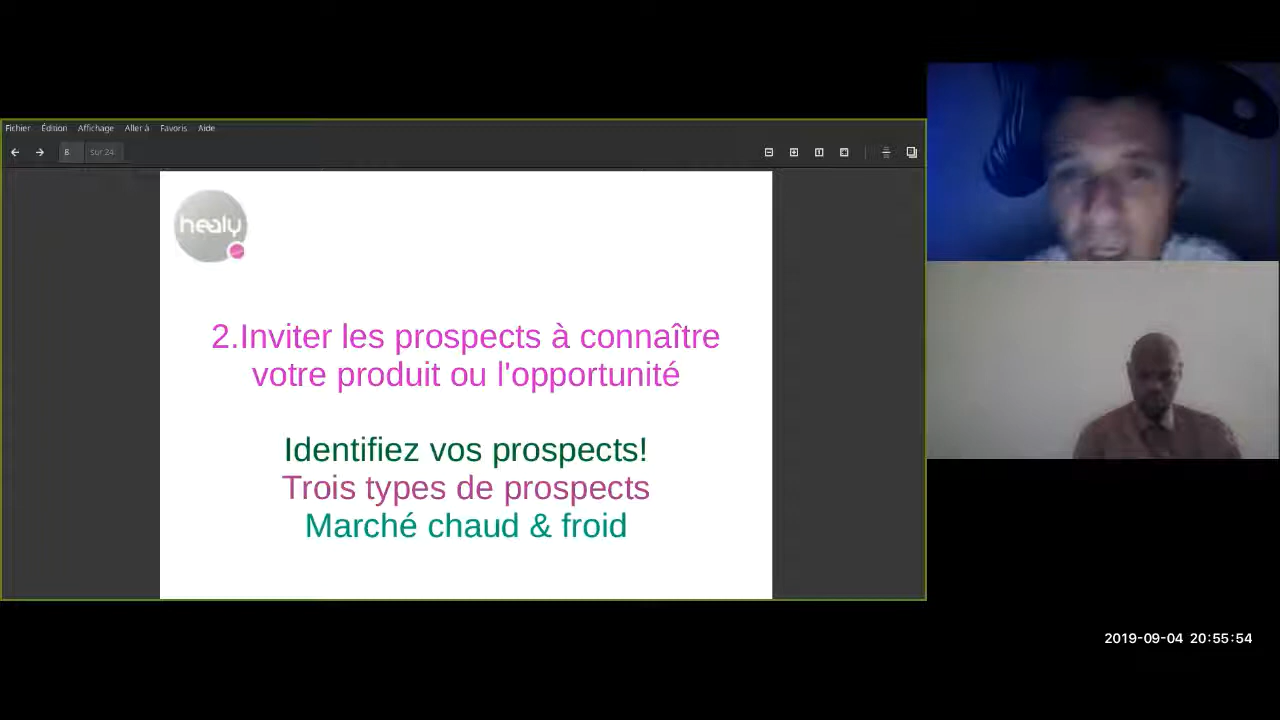 Fichier Édition Affichage Aller à Favoris Aide
8 sur 24
healy
2.Inviter les prospects à connaître
votre produit ou l'opportunité
Identifiez vos prospects!
Trois types de prospects
Marché chaud & froid
2019-09-04 20:55:54